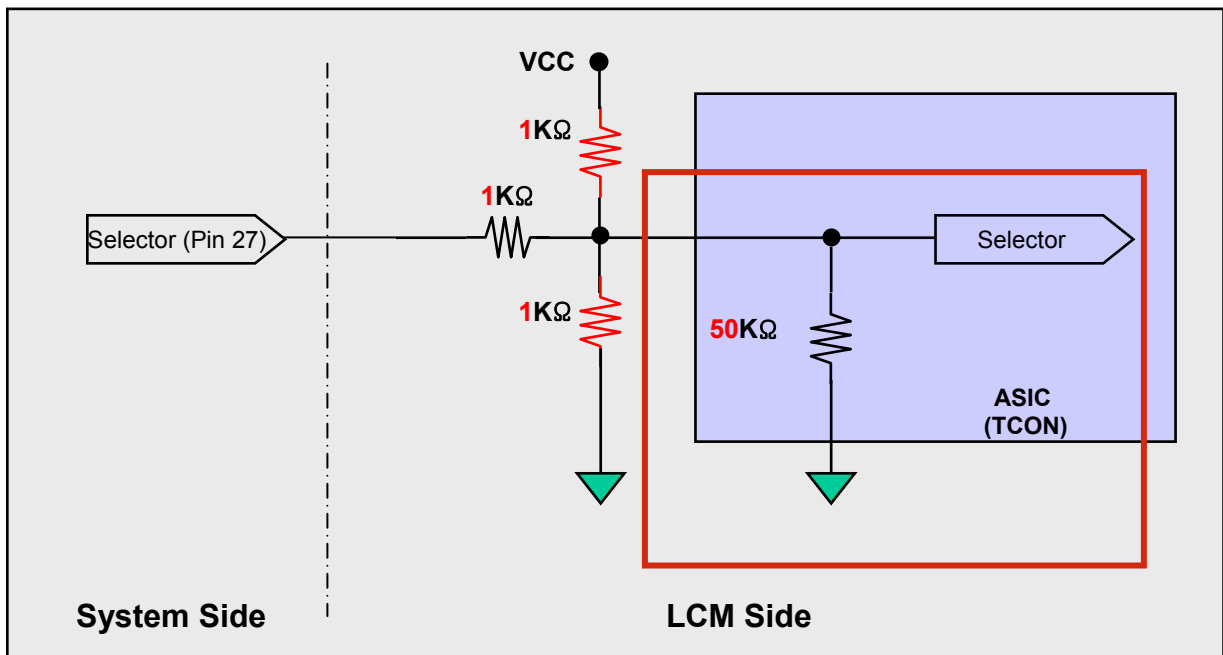 VCC
1KΩ
1KΩ
Selector (Pin 27)
Selector
1KΩ
50KΩ
ASIC
(TCON)
System Side
LCM Side